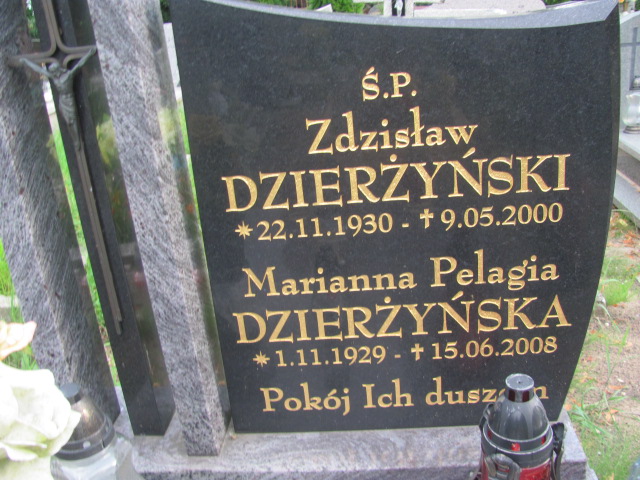 Ś.P.
Zdzisław
DZIERŻYŃSKI
*22.11.1930 - †9.05.2000
Marianna Pelagia
DZIERŻYŃSKA
*1.11.1929 - †15.06.2008
Pokój Ich duszom